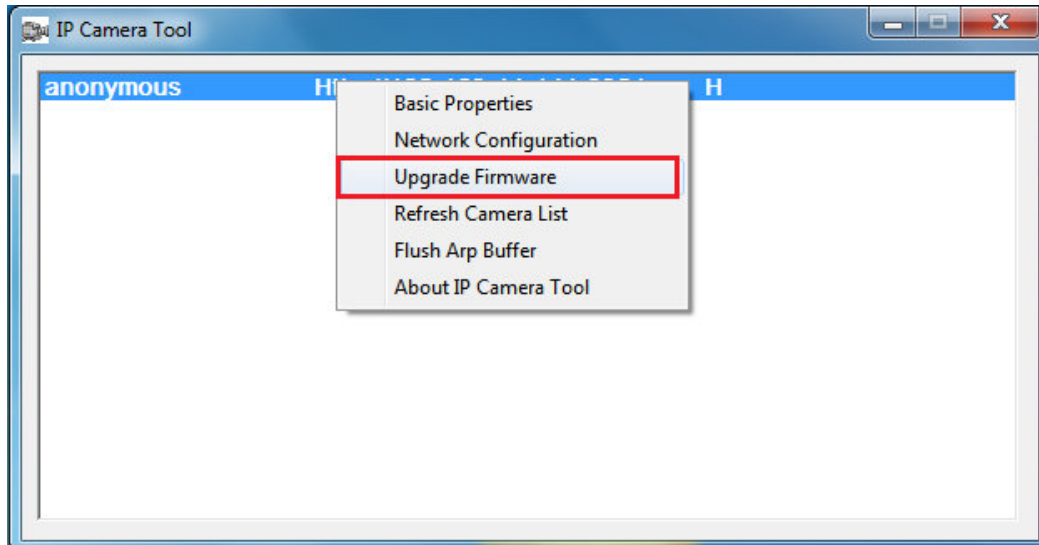 IP Camera Tool
anonymous H
Basic Properties
Network Configuration
Upgrade Firmware
Refresh Camera List
Flush Arp Buffer
About IP Camera Tool